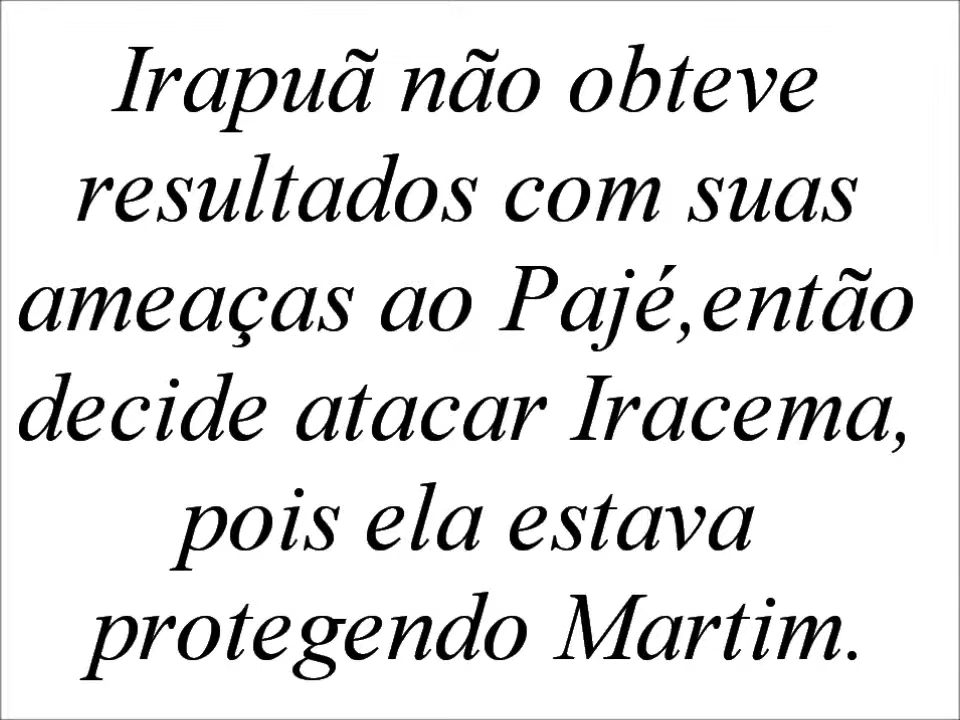 Irapuã não obteve
resultados com suas
ameaças ao Pajé,então
decide atacar Iracema,
pois ela estava
protegendo Martim.